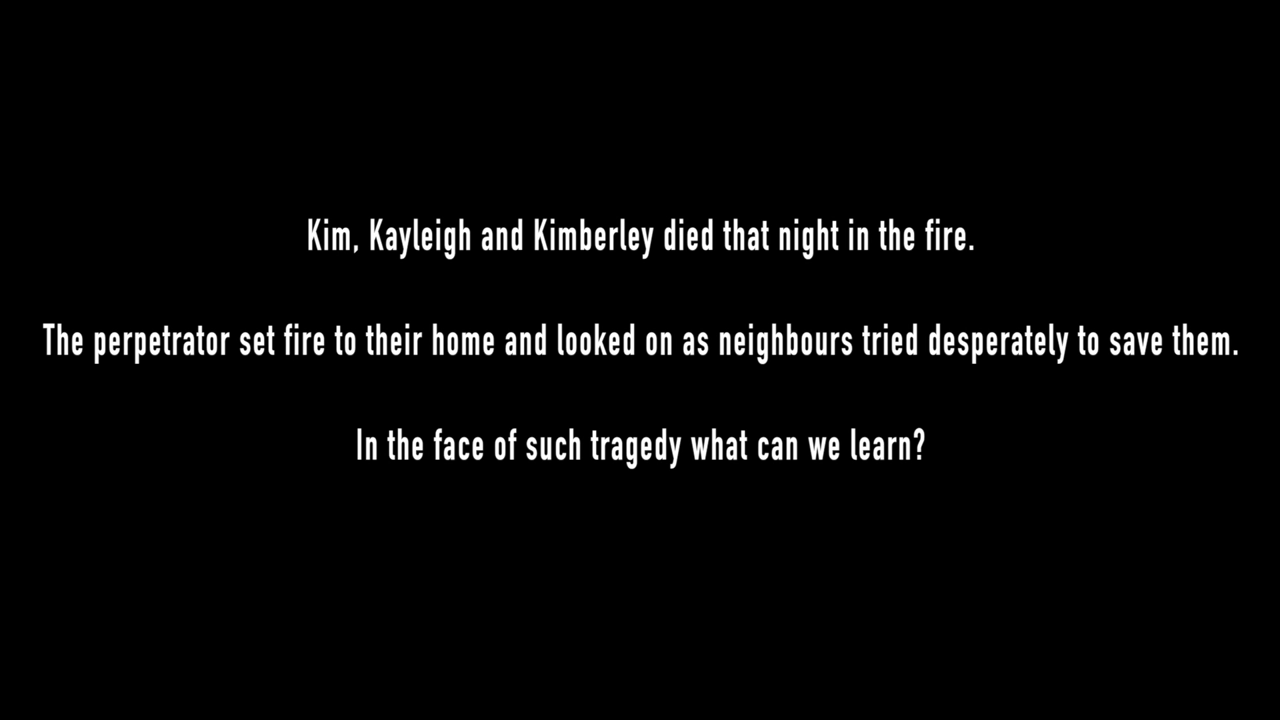 Kim, Kayleigh and Kimberley died that night in the fire.
The perpetrator set fire to their home and looked on as neighbours tried desperately to save them.
In the face of such tragedy what can we learn?